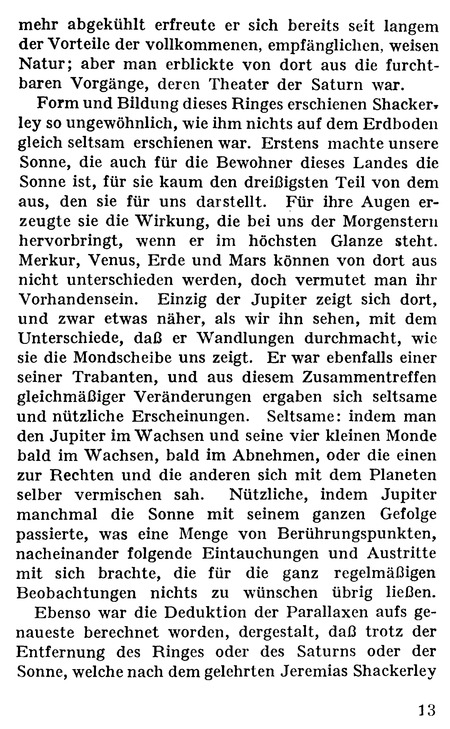 mehr abgekühlt erfreute er sich bereits seit langem
der Vorteile der vollkommenen, empfänglichen, weisen
Natur; aber man erblickte von dort aus die furcht-
baren Vorgänge, deren Theater der Saturn war.
Form und Bildung dieses Ringes erschienen Shacker-
ley so ungewöhnlich, wie ihm nichts auf dem Erdboden
gleich seltsam erschienen war. Erstens machte unsere
Sonne, die auch für die Bewohner dieses Landes die
Sonne ist, für sie kaum den dreißigsten Teil von dem
aus, den sie für uns darstellt. Für ihre Augen er-
zeugte sie die Wirkung, die bei uns der Morgenstern
hervorbringt, wenn er im höchsten Glanze steht.
Merkur, Venus, Erde und Mars können von dort aus
nicht unterschieden werden, doch vermutet man ihr
Vorhandensein. Einzig der Jupiter zeigt sich dort,
und zwar etwas näher, als wir ihn sehen, mit dem
Unterschiede, daß er Wandlungen durchmacht, wie
sie die Mondscheibe uns zeigt. Er war ebenfalls einer
seiner Trabanten, und aus diesem Zusammentreffen
gleichmäßiger Veränderungen ergaben sich seltsame
und nützliche Erscheinungen. Seltsame: indem man
den Jupiter im Wachsen und seine vier kleinen Monde
bald im Wachsen, bald im Abnehmen, oder die einen
zur Rechten und die anderen sich mit dem Planeten
selber vermischen sah. Nützliche, indem Jupiter
manchmal die Sonne mit seinem ganzen Gefolge
passierte, was eine Menge von Berührungspunkten,
nacheinander folgende Eintauchungen und Austritte
mit sich brachte, die für die ganz regelmäßigen
Beobachtungen nichts zu wünschen übrig ließen.
Ebenso war die Deduktion der Parallaxen aufs ge-
naueste berechnet worden, dergestalt, daß trotz der
Entfernung des Ringes oder des Saturns oder der
Sonne, welche nach dem gelehrten Jeremias Shackerley
13